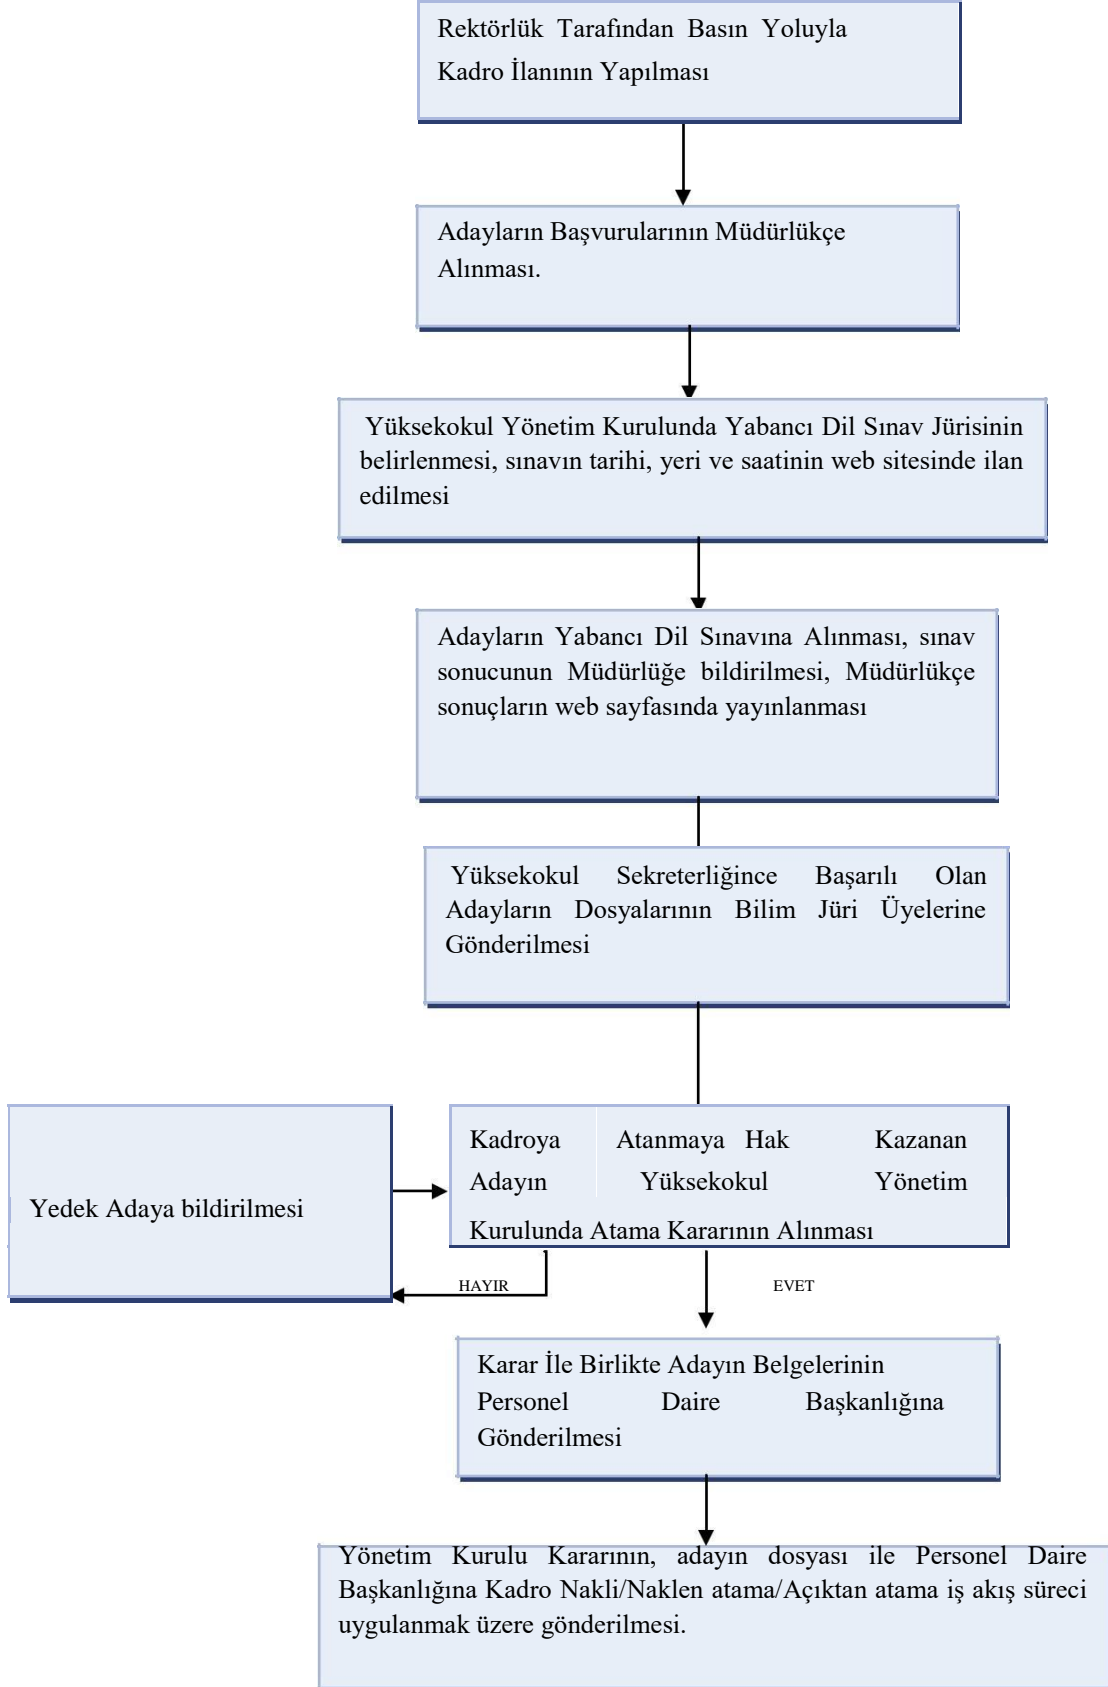 Rektörlük Tarafından Basın Yoluyla
Kadro İlanının Yapılması
Adayların Başvurularının Müdürlükçe
Alınması.
Yüksekokul Yönetim Kurulunda Yabancı Dil Sınav Jürisinin
belirlenmesi, sınavın tarihi, yeri ve saatinin web sitesinde ilan
edilmesi
Adayların Yabancı Dil Sınavına Alınması, sınav
sonucunun Müdürlüğe bildirilmesi, Müdürlükçe
sonuçların web sayfasında yayınlanması
Yüksekokul Sekreterliğince Başarılı Olan
Adayların Dosyalarının Bilim Jüri Üyelerine
Gönderilmesi
Kadroya Atanmaya Hak Kazanan
Adayın Yüksekokul Yönetim
Kurulunda Atama Kararının Alınması
Yedek Adaya bildirilmesi
HAYIR
EVET
Karar İle Birlikte Adayın Belgelerinin
Personel Daire Başkanlığına
Gönderilmesi
Yönetim Kurulu Kararının, adayın dosyası ile Personel Daire
Başkanlığına Kadro Nakli/Naklen atama/Açıktan atama iş akış süreci
uygulanmak üzere gönderilmesi.